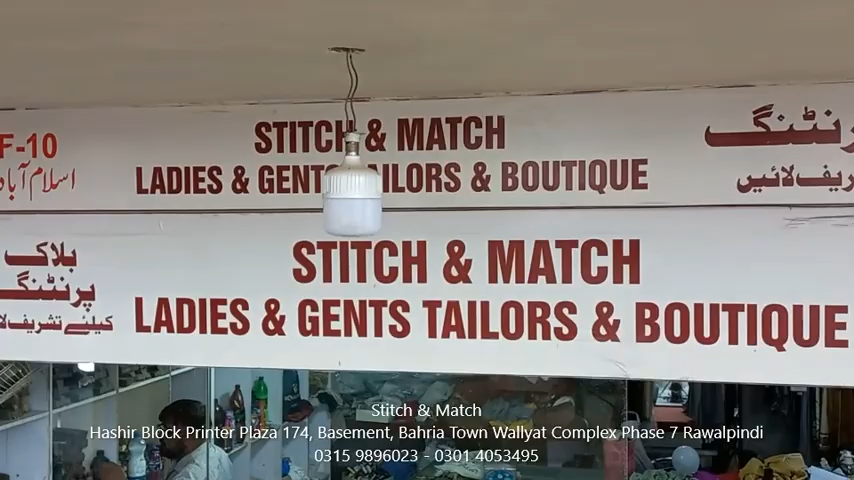 F-10
اسلام آباد
STITCH & MATCH
LADIES & GENTS TAILORS & BOUTIQUE
بلاک
پرنٹنگ
کیلئے تشریف
STITCH & MATCH
LADIES & GENTS TAILORS & BOUTIQUE
Stitch & Match
Hashir Block Printer Plaza 174, Basement, Bahria Town Wallyat Complex Phase 7 Rawalpindi
0315 9896023 - 0301 4053495